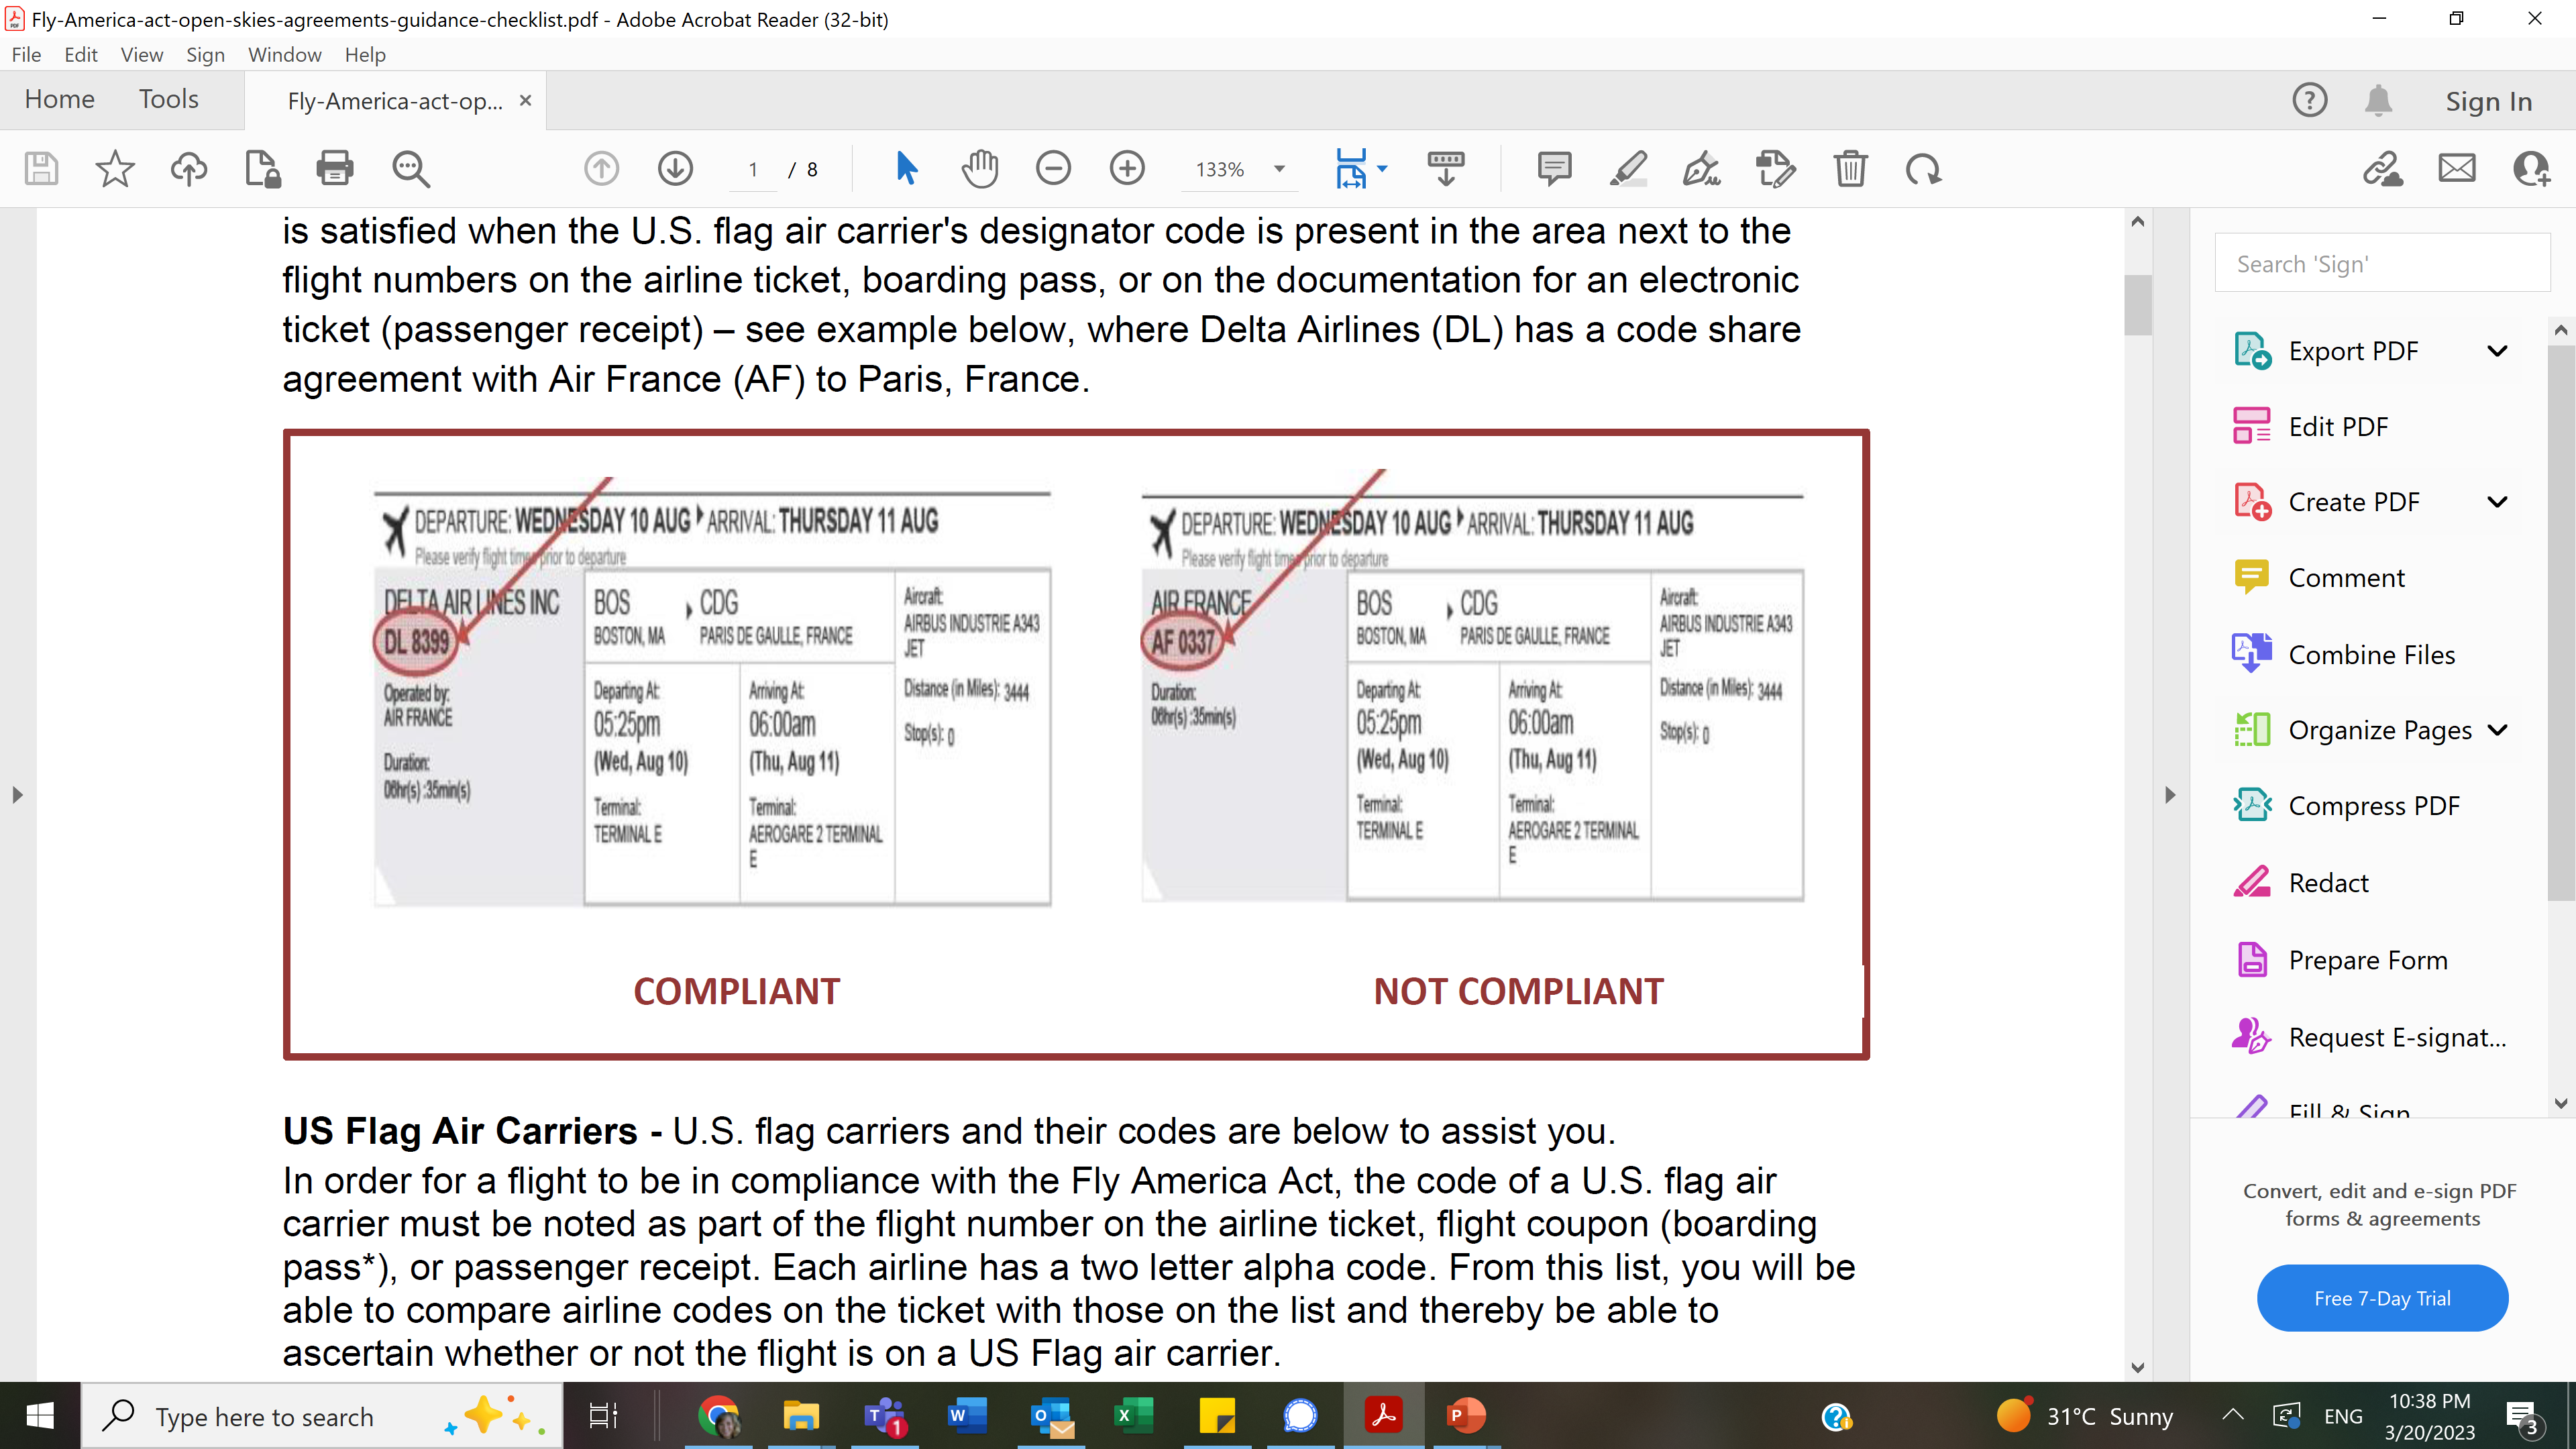 Fly-America-act-open-skies-agreements-guidance-checklist.pdf - Adobe Acrobat Reader (32-bit)
File Edit View Sign Window Help
Home Tools Fly-America-act-op... × Sign In
1 / 8 133%
is satisfied when the U.S. flag air carrier's designator code is present in the area next to the
flight numbers on the airline ticket, boarding pass, or on the documentation for an electronic
ticket (passenger receipt) – see example below, where Delta Airlines (DL) has a code share
agreement with Air France (AF) to Paris, France.
DEPARTURE: WEDNESDAY 10 AUG ARRIVAL: THURSDAY 11 AUG
Please verify flight times prior to departure
DELTA AIR LINES INC
DL 8399
Operated by:
AIR FRANCE
Duration:
06hr(s) :35min(s)
BOS CDG
BOSTON, MA PARIS DE GAULLE, FRANCE
Departing At:
05:25pm
(Wed, Aug 10)
Terminal:
TERMINAL E
Arriving At:
06:00am
(Thu, Aug 11)
Terminal:
AEROGARE 2 TERMINAL
E
Aircraft:
AIRBUS INDUSTRIE A343
JET
Distance (in Miles): 3444
Stop(s): 0
COMPLIANT
DEPARTURE: WEDNESDAY 10 AUG ARRIVAL: THURSDAY 11 AUG
Please verify flight times prior to departure
AIR FRANCE
AF 0337
Duration:
06hr(s) :35min(s)
BOS CDG
BOSTON, MA PARIS DE GAULLE, FRANCE
Departing At:
05:25pm
(Wed, Aug 10)
Terminal:
TERMINAL E
Arriving At:
06:00am
(Thu, Aug 11)
Terminal:
AEROGARE 2 TERMINAL
E
Aircraft:
AIRBUS INDUSTRIE A343
JET
Distance (in Miles): 3444
Stop(s): 0
NOT COMPLIANT
US Flag Air Carriers - U.S. flag carriers and their codes are below to assist you.
In order for a flight to be in compliance with the Fly America Act, the code of a U.S. flag air
carrier must be noted as part of the flight number on the airline ticket, flight coupon (boarding
pass*), or passenger receipt. Each airline has a two letter alpha code. From this list, you will be
able to compare airline codes on the ticket with those on the list and thereby be able to
ascertain whether or not the flight is on a US Flag air carrier.
Search 'Sign'
Export PDF
Edit PDF
Create PDF
Comment
Combine Files
Organize Pages
Compress PDF
Redact
Prepare Form
Request E-signat...
Fill & Sign
Convert, edit and e-sign PDF
forms & agreements
Free 7-Day Trial
Type here to search
1
31°C Sunny
ENG
10:38 PM
3/20/2023
3